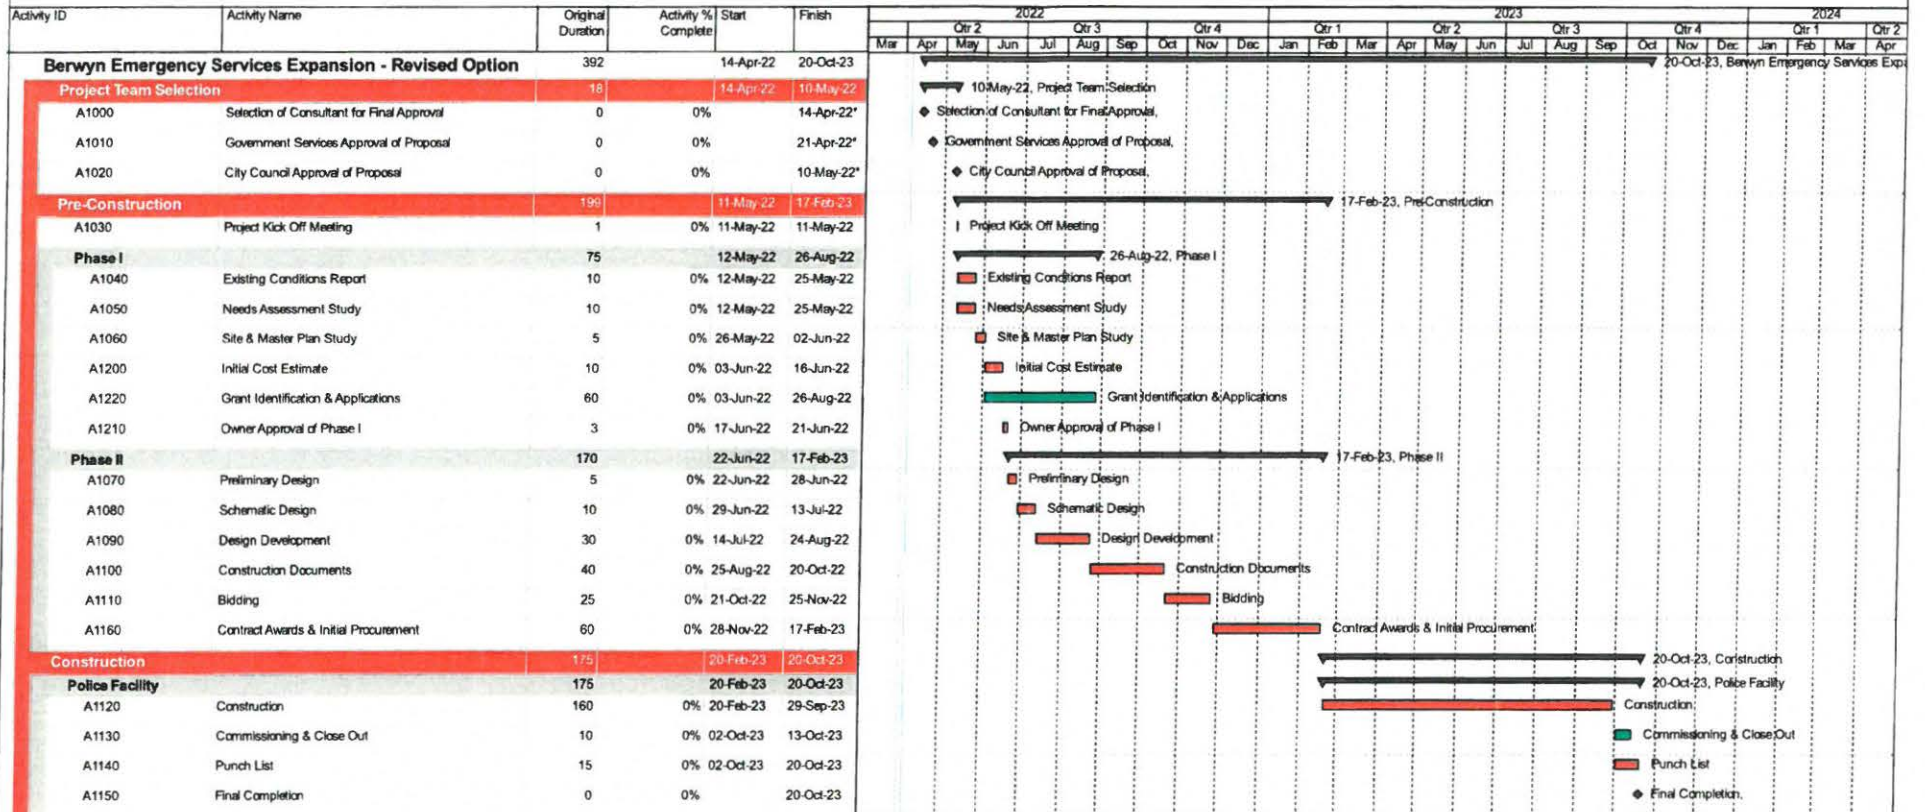 Activity ID Activity Name Original Duration Activity % Complete Start Finish 2022 2023 2024
Qtr 2 Qtr 3 Qtr 4 Qtr 1 Qtr 2 Qtr 3 Qtr 4 Qtr 1 Qtr 2
Mar Apr May Jun Jul Aug Sep Oct Nov Dec Jan Feb Mar Apr May Jun Jul Aug Sep Oct Nov Dec Jan Feb Mar Apr
Berwyn Emergency Services Expansion - Revised Option 392 14-Apr-22 20-Oct-23 20-Oct-23, Berwyn Emergency Services Expa
Project Team Selection 18 14-Apr-22 10-May-22 10-May-22, Project Team Selection
A1000 Selection of Consultant for Final Approval 0 0% 14-Apr-22* Selection of Consultant for Final Approval,
A1010 Government Services Approval of Proposal 0 0% 21-Apr-22* Government Services Approval of Proposal,
A1020 City Council Approval of Proposal 0 0% 10-May-22* City Council Approval of Proposal,
Pre-Construction 199 11-May-22 17-Feb-23 17-Feb-23, Pre-Construction
A1030 Project Kick Off Meeting 1 0% 11-May-22 11-May-22 Project Kick Off Meeting
Phase I 75 12-May-22 26-Aug-22 26-Aug-22, Phase I
A1040 Existing Conditions Report 10 0% 12-May-22 25-May-22 Existing Conditions Report
A1050 Needs Assessment Study 10 0% 12-May-22 25-May-22 Needs Assessment Study
A1060 Site & Master Plan Study 5 0% 26-May-22 02-Jun-22 Site & Master Plan Study
A1200 Initial Cost Estimate 10 0% 03-Jun-22 16-Jun-22 Initial Cost Estimate
A1220 Grant Identification & Applications 60 0% 03-Jun-22 26-Aug-22 Grant Identification & Applications
A1210 Owner Approval of Phase I 3 0% 17-Jun-22 21-Jun-22 Owner Approval of Phase I
Phase II 170 22-Jun-22 17-Feb-23 17-Feb-23, Phase II
A1070 Preliminary Design 5 0% 22-Jun-22 28-Jun-22 Preliminary Design
A1080 Schematic Design 10 0% 29-Jun-22 13-Jul-22 Schematic Design
A1090 Design Development 30 0% 14-Jul-22 24-Aug-22 Design Development
A1100 Construction Documents 40 0% 25-Aug-22 20-Oct-22 Construction Documents
A1110 Bidding 25 0% 21-Oct-22 25-Nov-22 Bidding
A1160 Contract Awards & Initial Procurement 60 0% 28-Nov-22 17-Feb-23 Contract Awards & Initial Procurement
Construction 175 20-Feb-23 20-Oct-23 20-Oct-23, Construction
Police Facility 175 20-Feb-23 20-Oct-23 20-Oct-23, Police Facility
A1120 Construction 160 0% 20-Feb-23 29-Sep-23 Construction
A1130 Commissioning & Close Out 10 0% 02-Oct-23 13-Oct-23 Commissioning & Close Out
A1140 Punch List 15 0% 02-Oct-23 20-Oct-23 Punch List
A1150 Final Completion 0 0% 20-Oct-23 Final Completion,